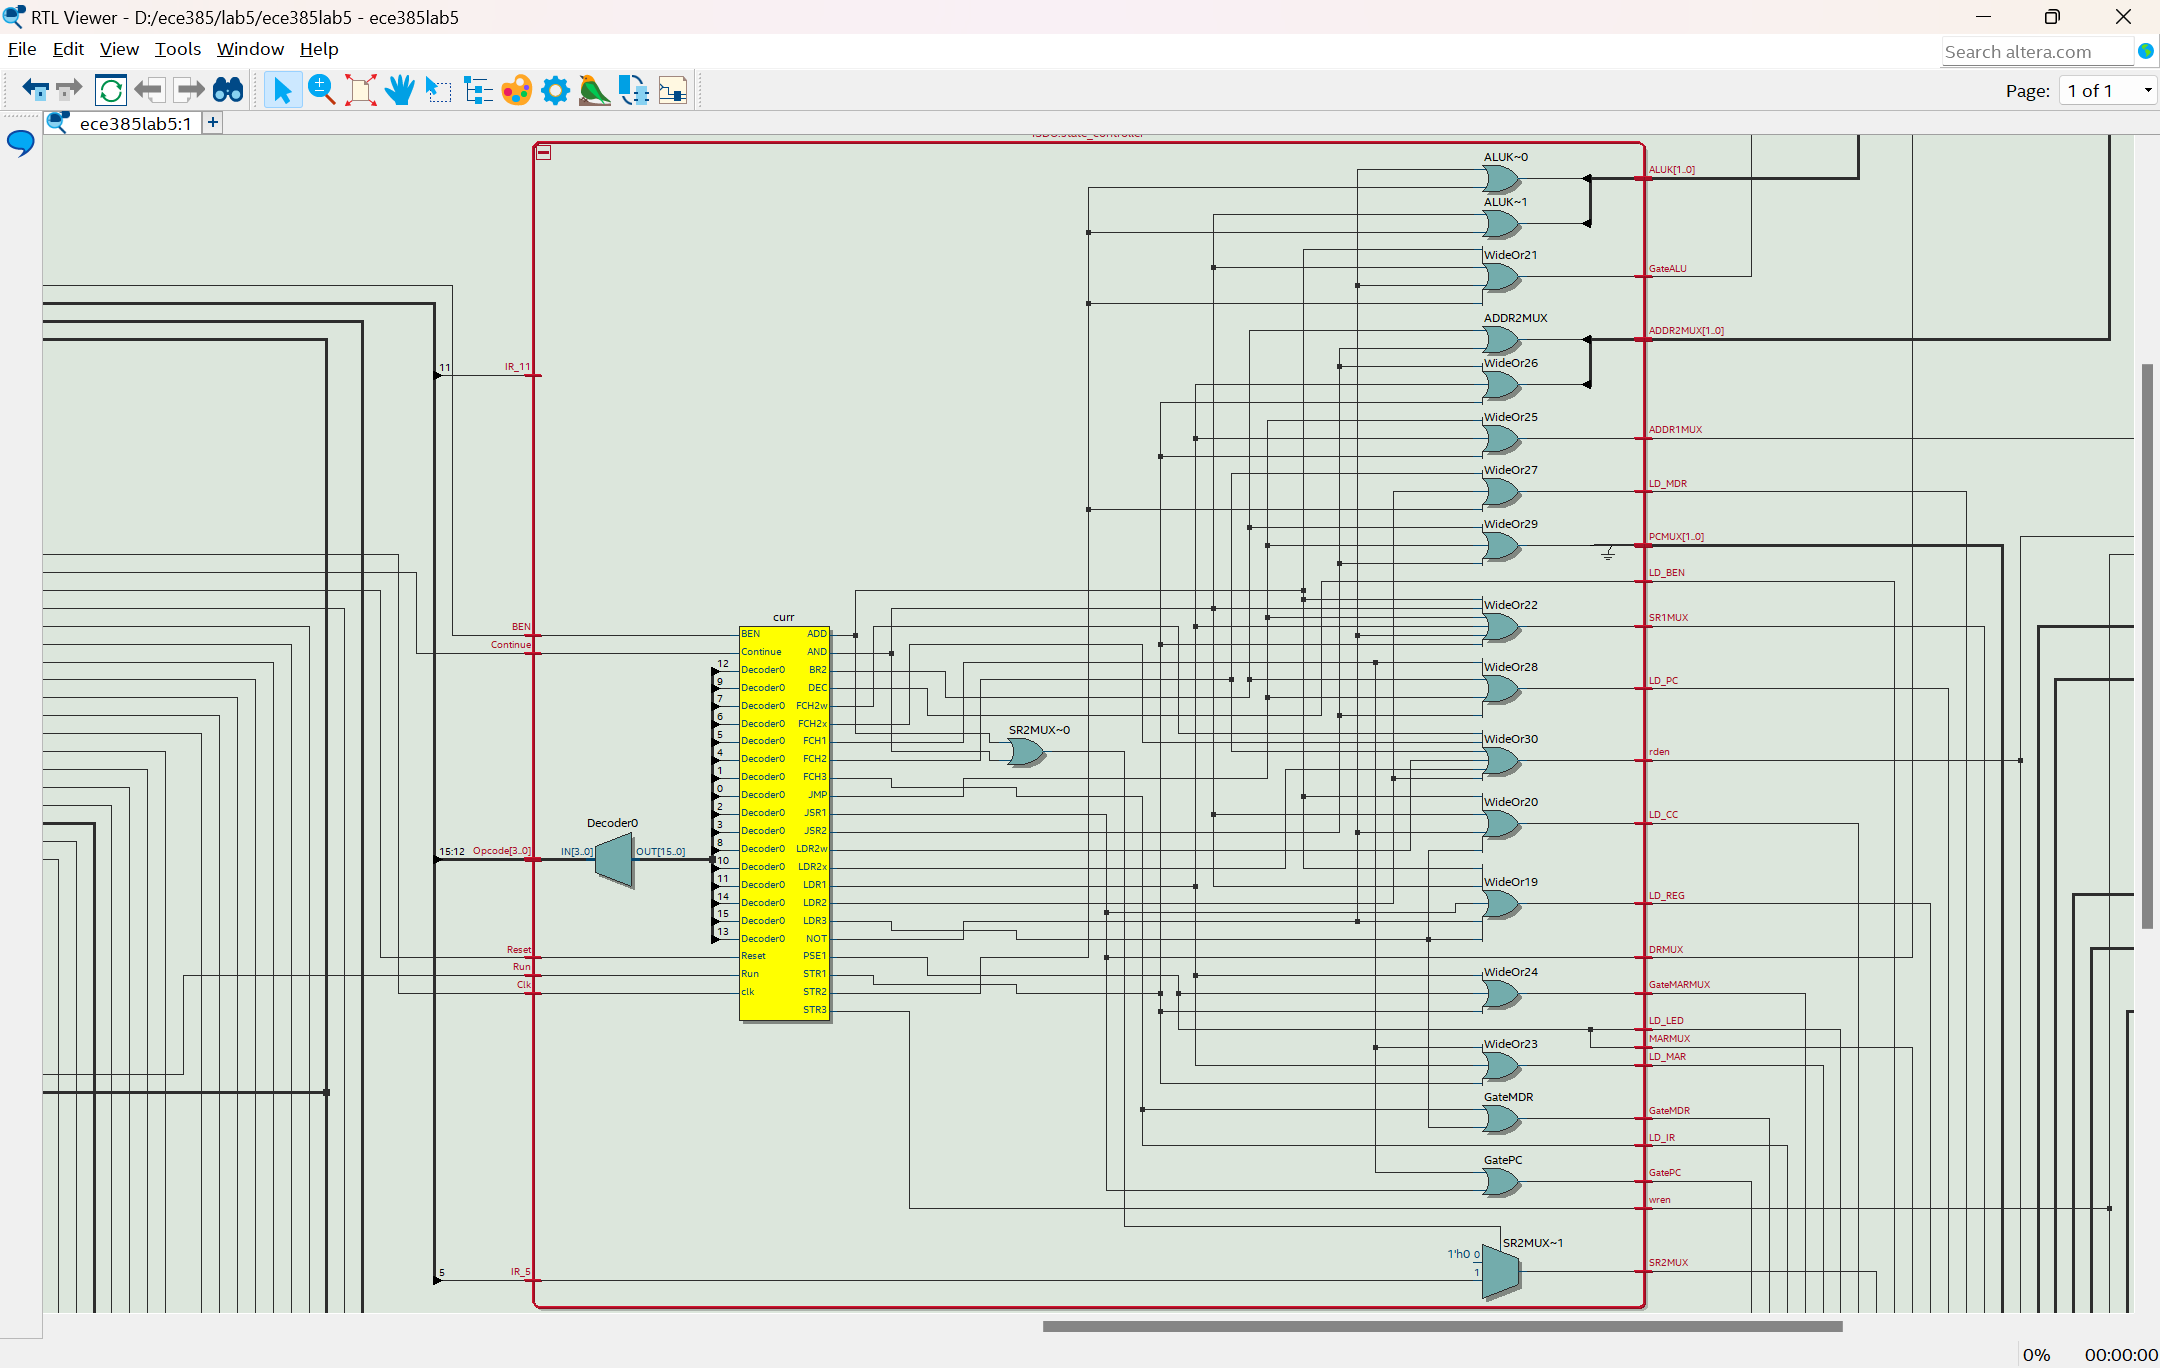 RTL Viewer - D:/ece385/lab5/ece385lab5 - ece385lab5
File Edit View Tools Window Help
Search altera.com
Page: 1 of 1
ece385lab5:1
+
ISDU:state_controller
ALUK~0
ALUK[1..0]
ALUK~1
WideOr21
GateALU
ADDR2MUX
ADDR2MUX[1..0]
WideOr26
11 IR_11
WideOr25
ADDR1MUX
WideOr27
LD_MDR
WideOr29
PCMUX[1..0]
LD_BEN
WideOr22
SR1MUX
WideOr28
LD_PC
WideOr30
rden
WideOr20
LD_CC
WideOr19
LD_REG
DRMUX
WideOr24
GateMARMUX
LD_LED
MARMUX
LD_MAR
WideOr23
GateMDR
GateMDR
LD_IR
GatePC
GatePC
wren
SR2MUX~1
1'h0 0
1
SR2MUX
5 IR_5
SR2MUX~0
curr
BEN BEN ADD
Continue Continue AND
12 Decoder0 BR2
9 Decoder0 DEC
7 Decoder0 FCH2w
6 Decoder0 FCH2x
5 Decoder0 FCH1
4 Decoder0 FCH2
1 Decoder0 FCH3
0 Decoder0 JMP
2 Decoder0 JSR1
3 Decoder0 JSR2
8 Decoder0 LDR2w
10 Decoder0 LDR2x
11 Decoder0 LDR1
14 Decoder0 LDR2
15 Decoder0 LDR3
13 Decoder0 NOT
Reset Reset PSE1
Run Run STR1
Clk clk STR2
STR3
Decoder0
15:12 Opcode[3..0] IN[3..0] OUT[15..0]
0% 00:00:00